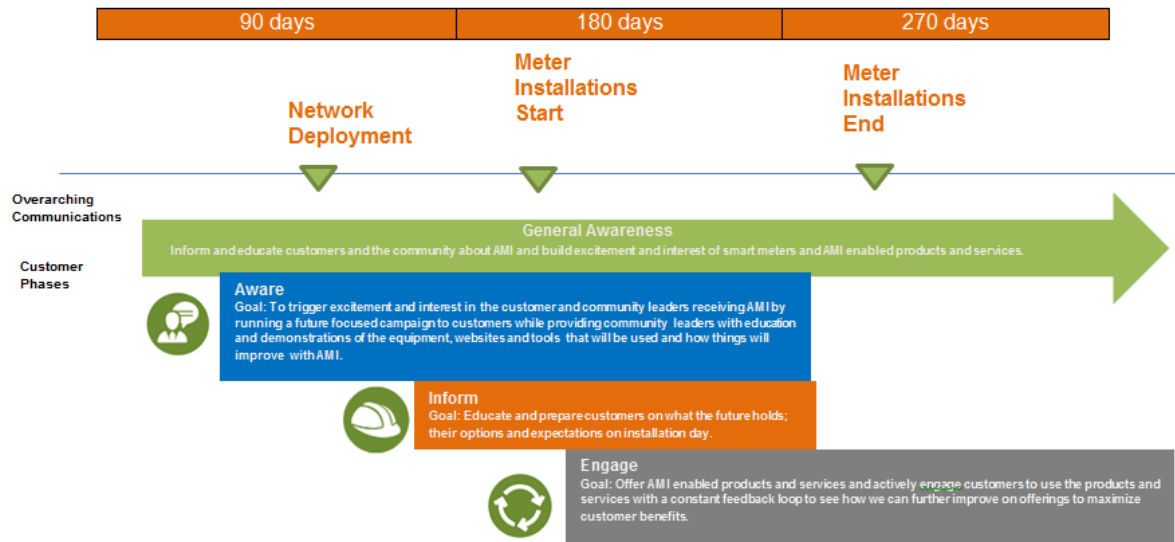 90 days
180 days
270 days
Network
Deployment
Meter
Installations
Start
Meter
Installations
End
Overarching
Communications
General Awareness
Inform and educate customers and the community about AMI and build excitement and interest of smart meters and AMI enabled products and services.
Customer
Phases
Aware
Goal: To trigger excitement and interest in the customer and community leaders receiving AMI by
running a future focused campaign to customers while providing community leaders with education
and demonstrations of the equipment, websites and tools that will be used and how things will
improve with AMI.
Inform
Goal: Educate and prepare customers on what the future holds;
their options and expectations on installation day.
Engage
Goal: Offer AMI enabled products and services and actively engage customers to use the products and
services with a constant feedback loop to see how we can further improve on offerings to maximize
customer benefits.